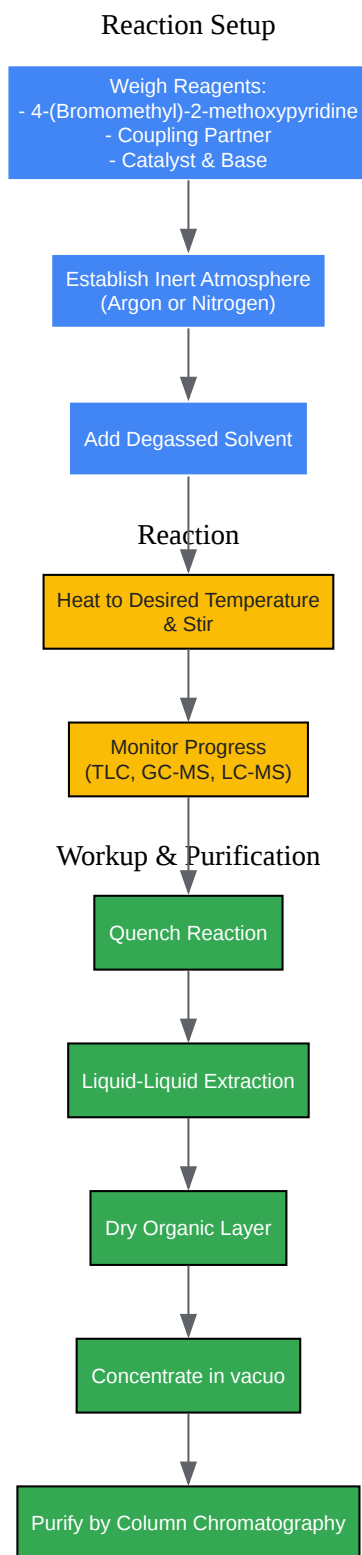 Reaction Setup
Weigh Reagents:
- 4-(Bromomethyl)-2-methoxypyridine
- Coupling Partner
- Catalyst & Base
Establish Inert Atmosphere
(Argon or Nitrogen)
Add Degassed Solvent
Reaction
Heat to Desired Temperature
& Stir
Monitor Progress
(TLC, GC-MS, LC-MS)
Workup & Purification
Quench Reaction
Liquid-Liquid Extraction
Dry Organic Layer
Concentrate in vacuo
Purify by Column Chromatography